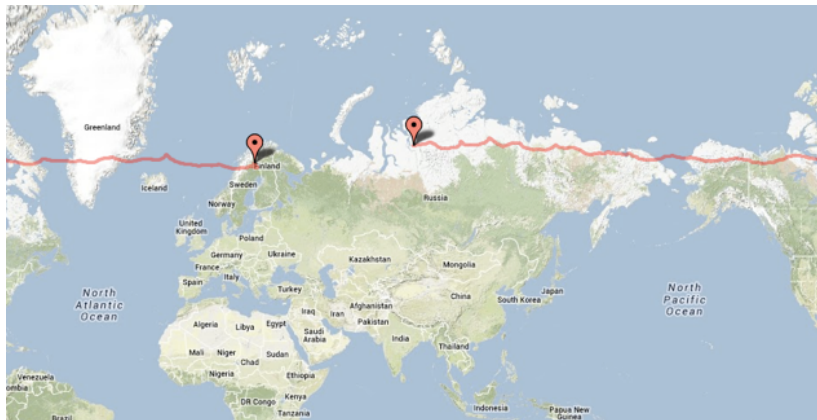 Greenland
Iceland
Finland
Sweden
Norway
Russia
United
Kingdom
Poland
Germany
Ukraine
Kazakhstan
France
Mongolia
Italy
Spain
Turkey
China
Japan
South Korea
North
Atlantic
Ocean
North
Pacific
Ocean
Iraq
Iran
Afghanistan
Pakistan
Algeria
Libya
Egypt
Saudi
Arabia
India
Mali
Niger
Sudan
Chad
Thailand
Nigeria
Ethiopia
Venezuela
ombia
Kenya
DR Congo
Tanzania
Indonesia
Papua New
Guinea
Brazil